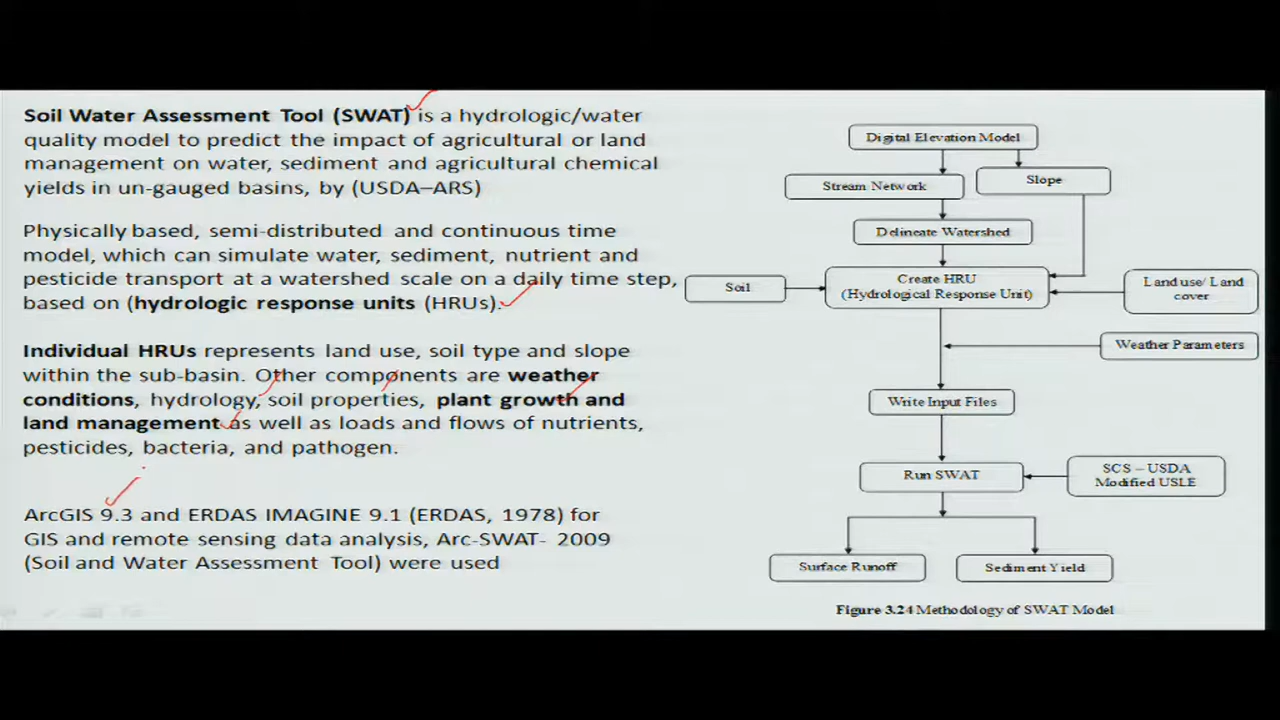 Soil Water Assessment Tool (SWAT) is a hydrologic/water
quality model to predict the impact of agricultural or land
management on water, sediment and agricultural chemical
yields in un-gauged basins, by (USDA–ARS)
Physically based, semi-distributed and continuous time
model, which can simulate water, sediment, nutrient and
pesticide transport at a watershed scale on a daily time step,
based on (hydrologic response units (HRUs).
Individual HRUs represents land use, soil type and slope
within the sub-basin. Other components are weather
conditions, hydrology, soil properties, plant growth and
land management as well as loads and flows of nutrients,
pesticides, bacteria, and pathogen.
ArcGIS 9.3 and ERDAS IMAGINE 9.1 (ERDAS, 1978) for
GIS and remote sensing data analysis, Arc-SWAT- 2009
(Soil and Water Assessment Tool) were used
Digital Elevation Model
Stream Network
Slope
Delineate Watershed
Soil
Create HRU
(Hydrological Response Unit)
Land use/ Land
cover
Weather Parameters
Write Input Files
Run SWAT
SCS – USDA
Modified USLE
Surface Runoff
Sediment Yield
Figure 3.24 Methodology of SWAT Model